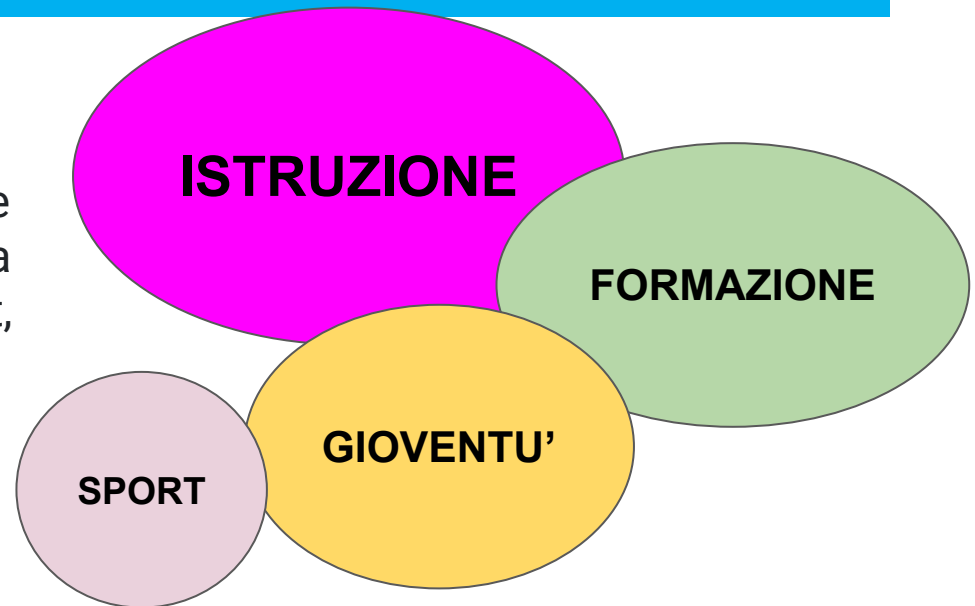 ISTRUZIONE
e
a
FORMAZIONE
,
GIOVENTU’
SPORT